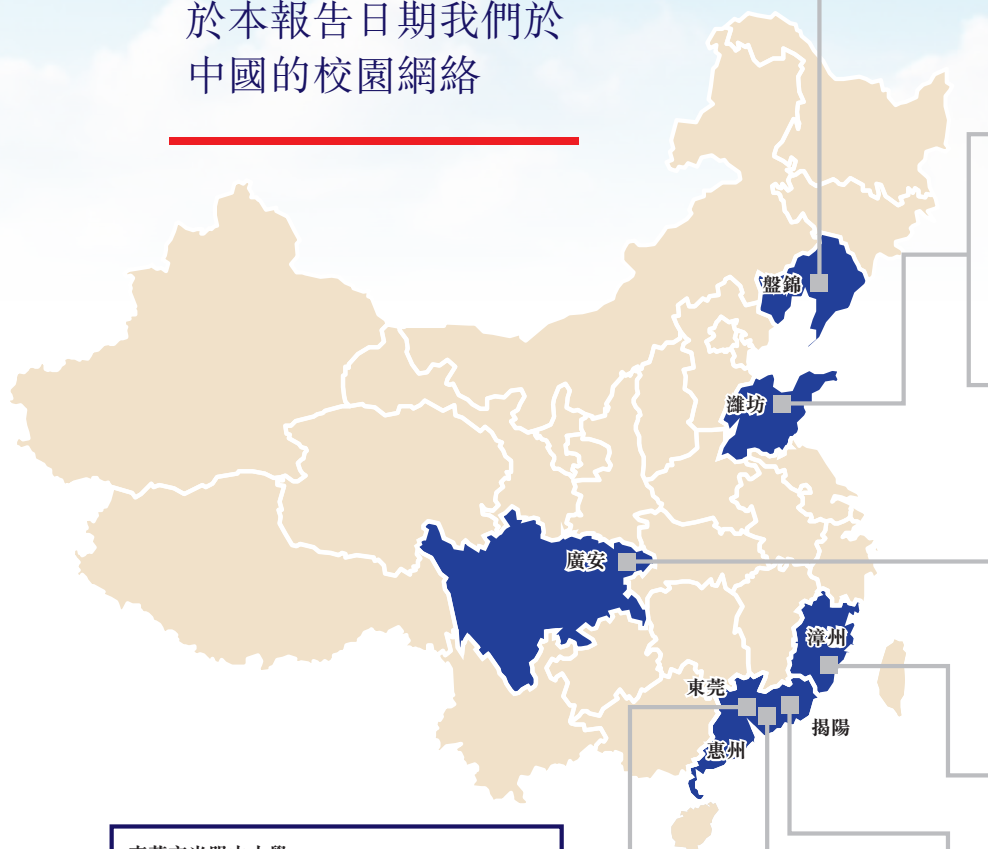 於本報告日期我們於
中國的校園網絡
盤錦
濰坊
廣安
漳州
東莞
揭陽
惠州